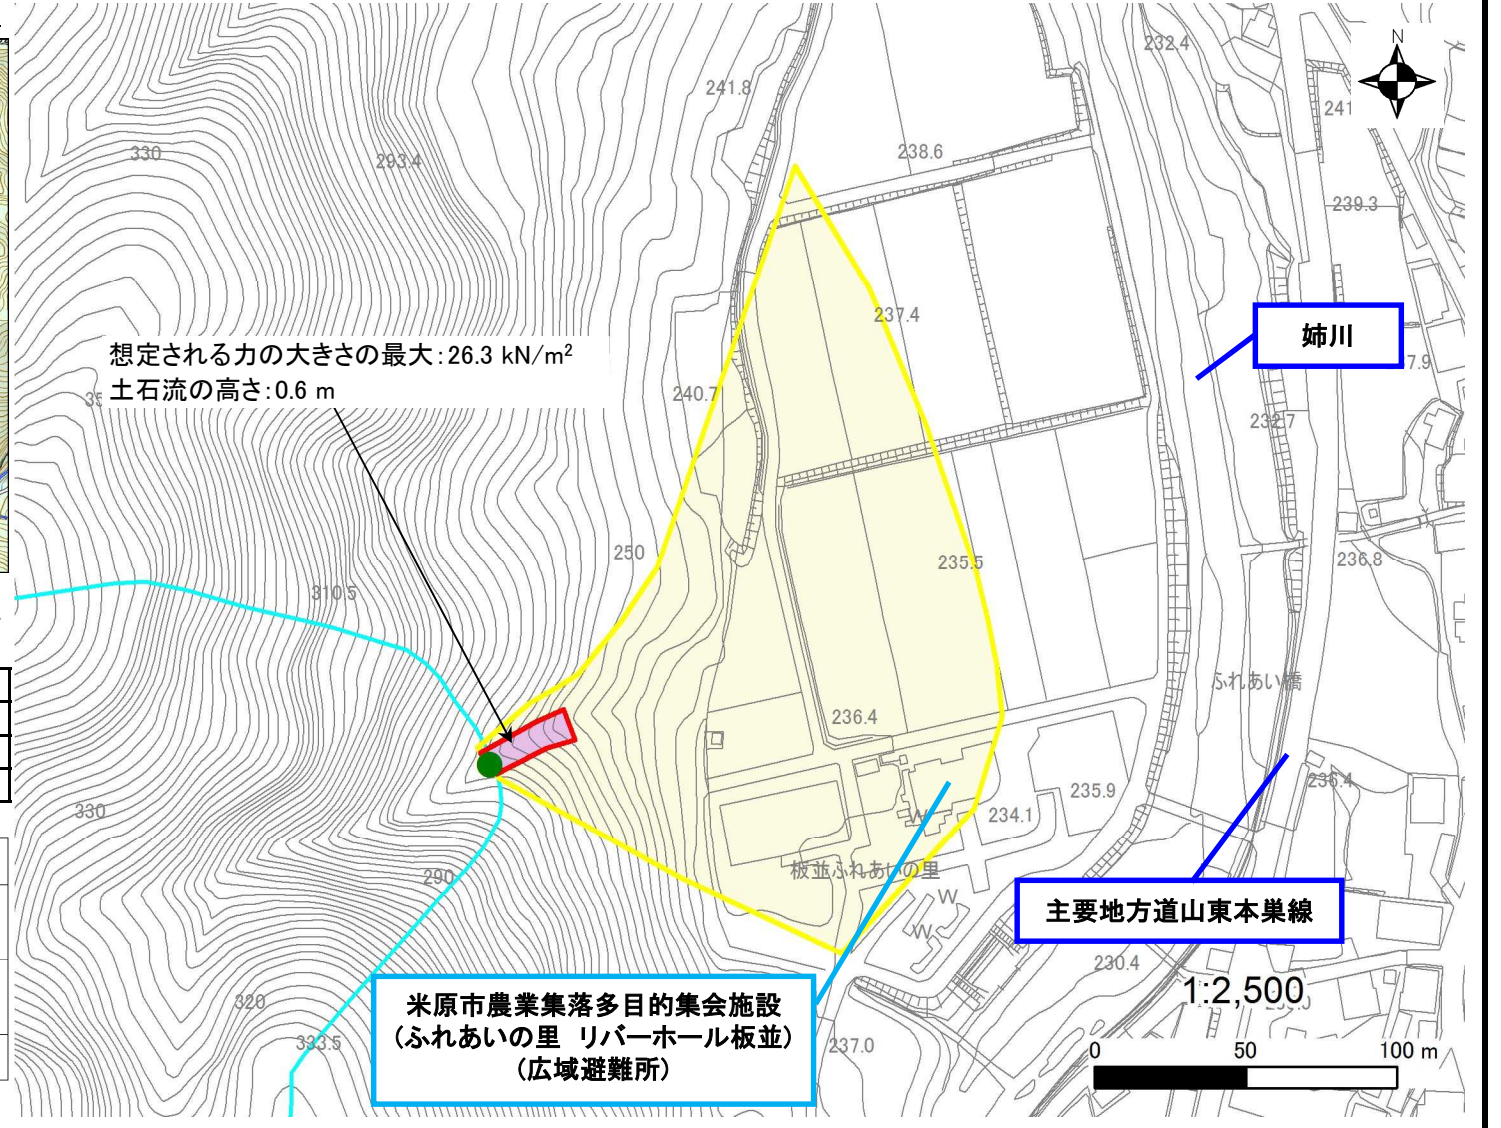 N
232.4
241.8
241
238.6
330
293.4
239.3
237.4
姉川
想定される力の大きさの最大：26.3 kN/m²
土石流の高さ：0.6 m
7.9
240.7
232.7
250
235.5
236.8
310.5
ふれあい橋
236.4
236.4
235.9
330
234.1
W
板並ふれあいの里
290
W
主要地方道山東本巣線
W
230.4
1:2,500
320
米原市農業集落多目的集会施設
（ふれあいの里　リバーホール板並）
（広域避難所）
333.5
237.0
0 50 100 m